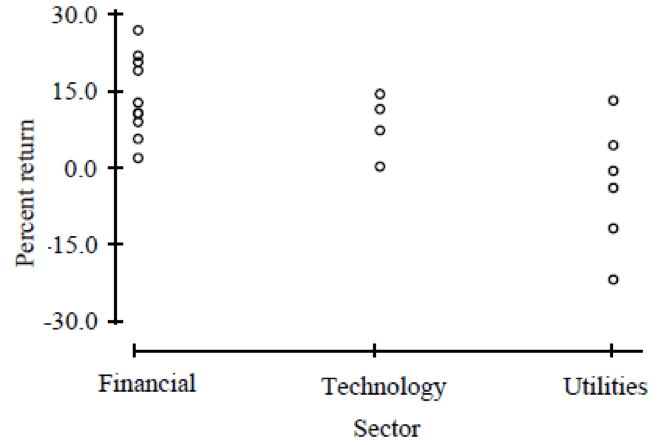 30.0
15.0
0.0
-15.0
-30.0
Percent return
Financial Technology Utilities
Sector